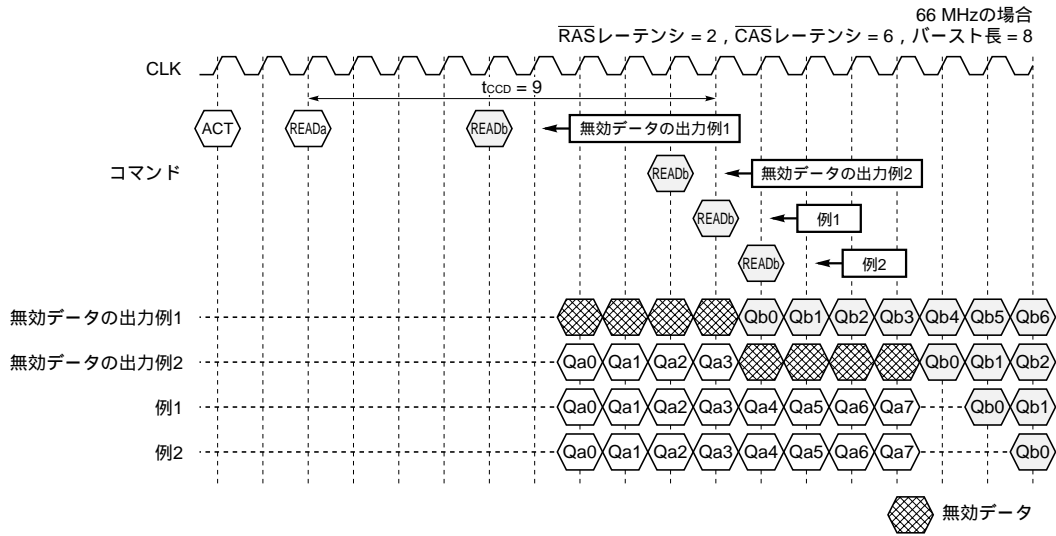 66 MHzの場合
RASレーテンシ = 2 , CASレーテンシ = 6 , バースト長 = 8
CLK
tCCD = 9
ACT READa READb 無効データの出力例1
コマンド
READb 無効データの出力例2
READb 例1
READb 例2
無効データの出力例1 Qb0 Qb1 Qb2 Qb3 Qb4 Qb5 Qb6
無効データの出力例2 Qa0 Qa1 Qa2 Qa3 Qb0 Qb1 Qb2
例1 Qa0 Qa1 Qa2 Qa3 Qa4 Qa5 Qa6 Qa7 Qb0 Qb1
例2 Qa0 Qa1 Qa2 Qa3 Qa4 Qa5 Qa6 Qa7 Qb0
無効データ